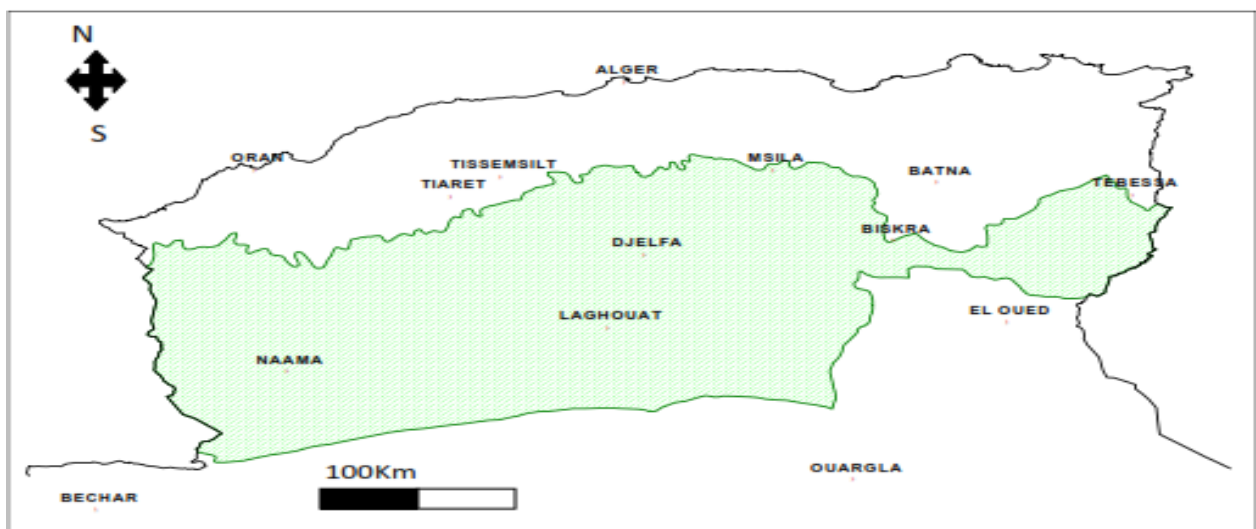 N
S
ALGER
ORAN
TISSEMSILT
TIARET
MSILA
BATNA
TEBESSA
BISKRA
DJELFA
LAGHOUAT
EL OUED
NAAMA
100Km
OUARGLA
BECHAR